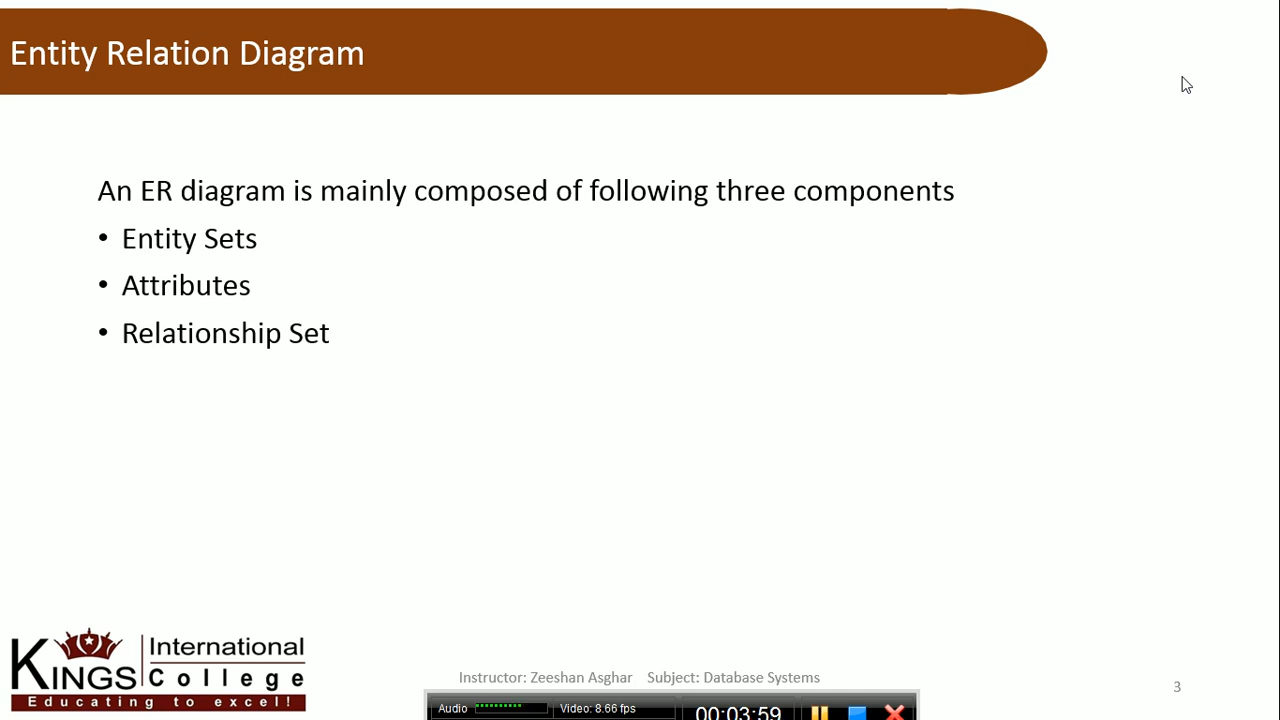 Entity Relation Diagram
An ER diagram is mainly composed of following three components
• Entity Sets
• Attributes
• Relationship Set
KINGS International College
Educating to excel!
Instructor: Zeeshan Asghar Subject: Database Systems
3
Audio Video: 8.66 fps 00:03:59